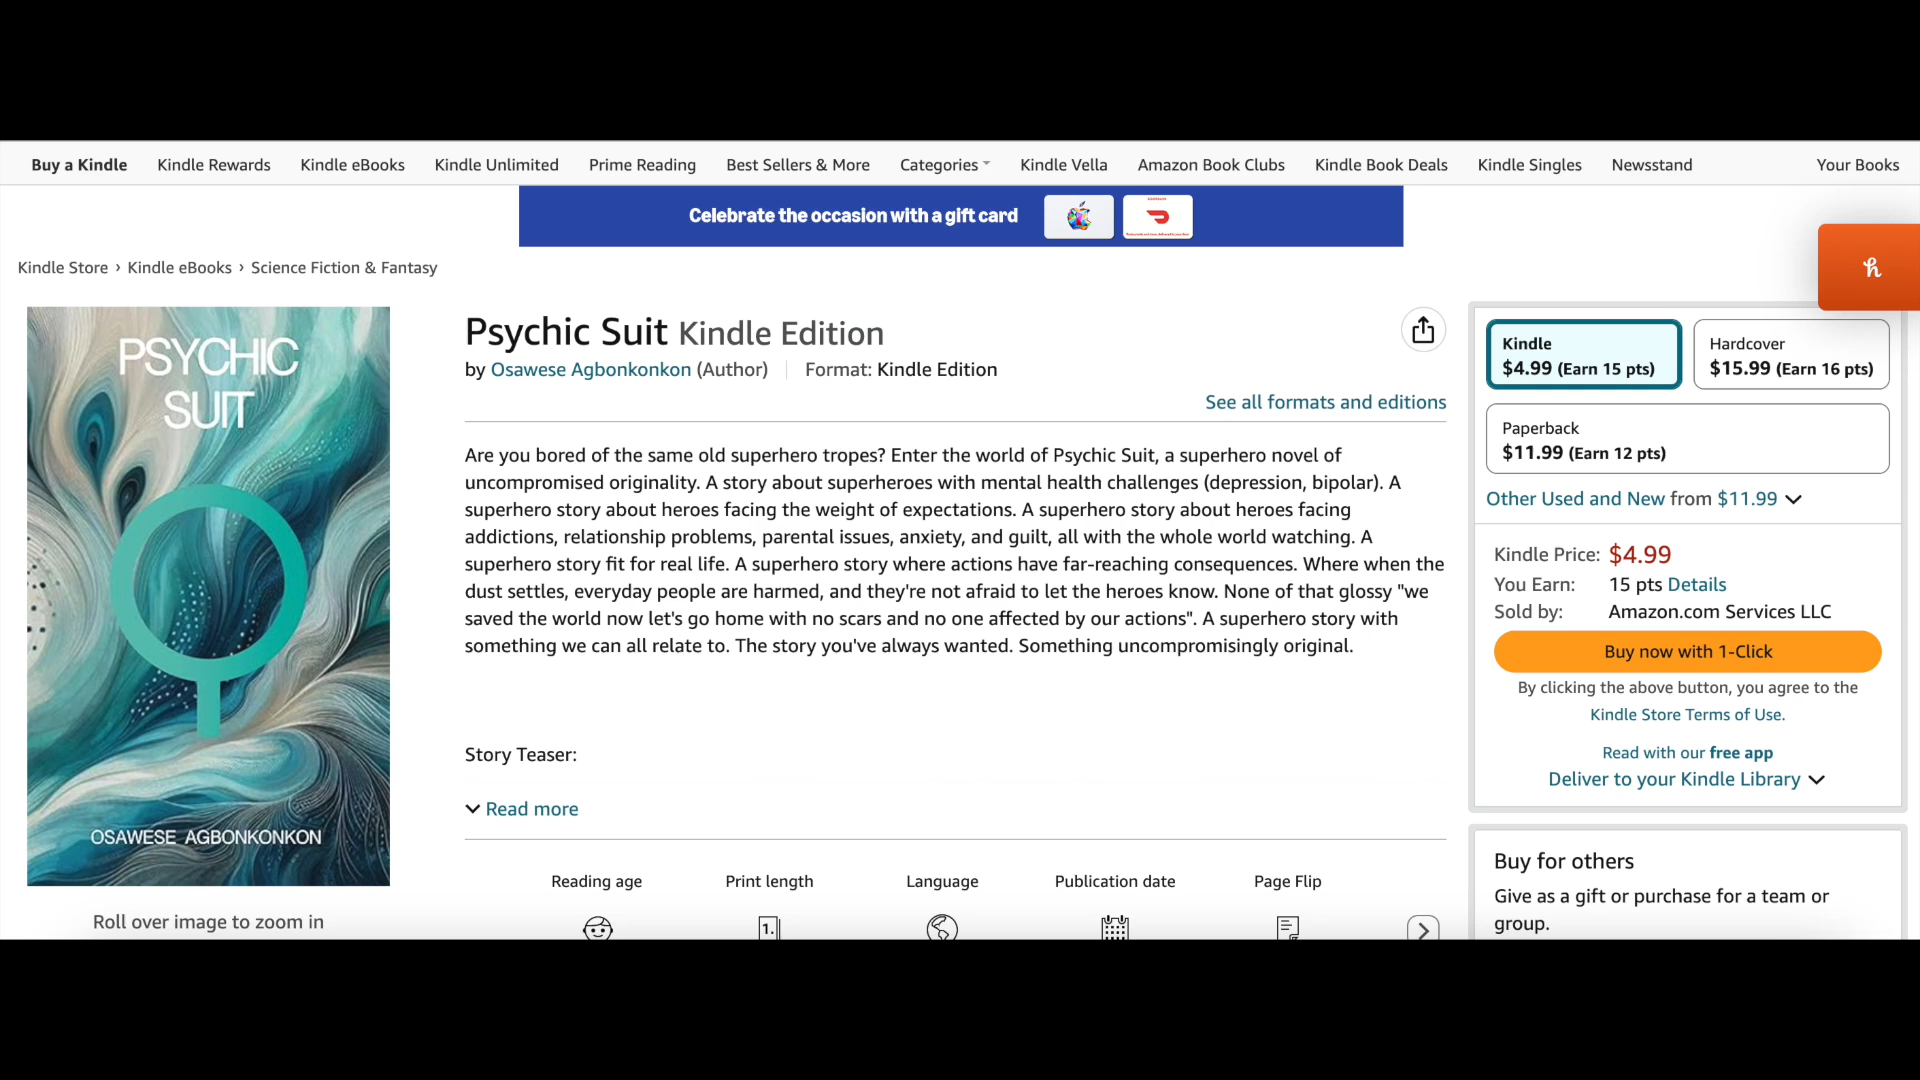 Buy a Kindle Kindle Rewards Kindle eBooks Kindle Unlimited Prime Reading Best Sellers & More Categories Kindle Vella Amazon Book Clubs Kindle Book Deals Kindle Singles Newsstand Your Books
Celebrate the occasion with a gift card
Kindle Store › Kindle eBooks › Science Fiction & Fantasy
PSYCHIC
SUIT
OSAWESE AGBONKONKON
Roll over image to zoom in
Psychic Suit Kindle Edition
by Osawese Agbonkonkon (Author) Format: Kindle Edition
See all formats and editions
Are you bored of the same old superhero tropes? Enter the world of Psychic Suit, a superhero novel of
uncompromised originality. A story about superheroes with mental health challenges (depression, bipolar). A
superhero story about heroes facing the weight of expectations. A superhero story about heroes facing
addictions, relationship problems, parental issues, anxiety, and guilt, all with the whole world watching. A
superhero story fit for real life. A superhero story where actions have far-reaching consequences. Where when the
dust settles, everyday people are harmed, and they're not afraid to let the heroes know. None of that glossy "we
saved the world now let's go home with no scars and no one affected by our actions". A superhero story with
something we can all relate to. The story you've always wanted. Something uncompromisingly original.
Story Teaser:
Read more
Reading age Print length Language Publication date Page Flip
1.
Kindle
$4.99 (Earn 15 pts)
Hardcover
$15.99 (Earn 16 pts)
Paperback
$11.99 (Earn 12 pts)
Other Used and New from $11.99
Kindle Price: $4.99
You Earn: 15 pts Details
Sold by: Amazon.com Services LLC
Buy now with 1-Click
By clicking the above button, you agree to the
Kindle Store Terms of Use.
Read with our free app
Deliver to your Kindle Library
Buy for others
Give as a gift or purchase for a team or
group.